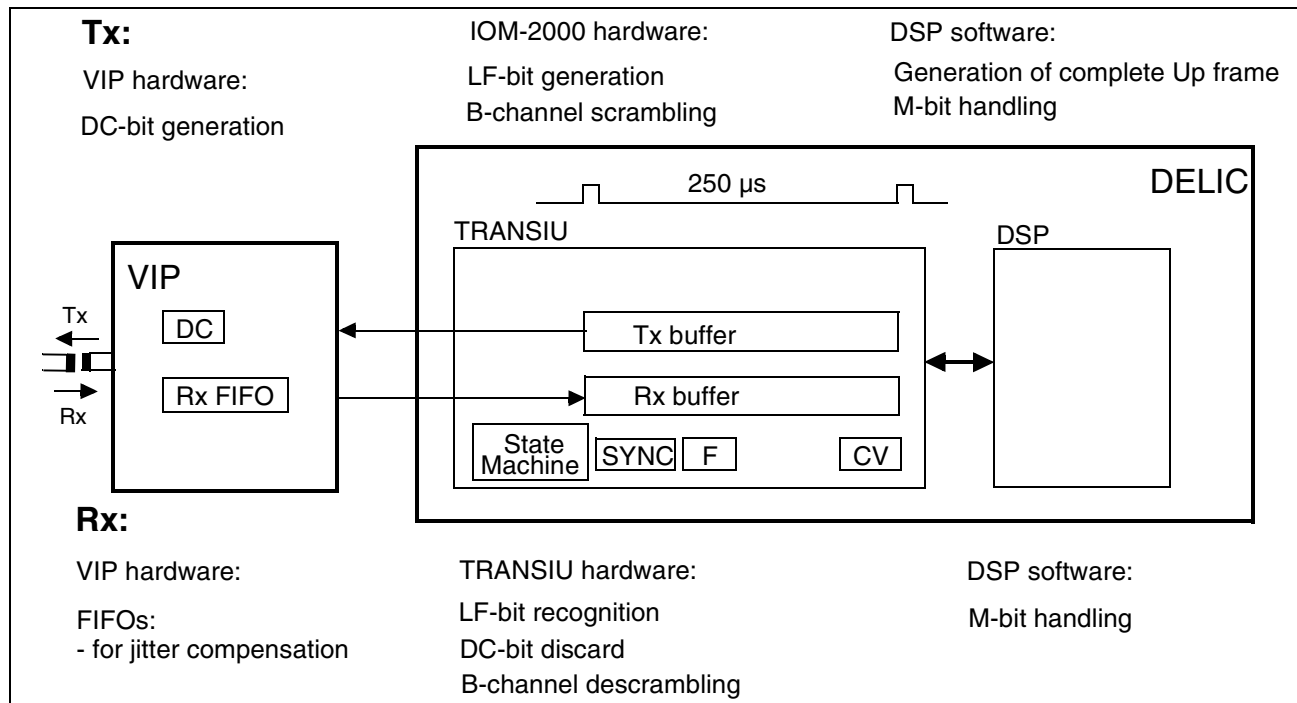 Tx:
VIP hardware:
DC-bit generation
IOM-2000 hardware:
LF-bit generation
B-channel scrambling
DSP software:
Generation of complete Up frame
M-bit handling
DELIC
250 µs
TRANSIU
DSP
VIP
Tx
DC
Tx buffer
Rx FIFO
Rx buffer
Rx
State
Machine
SYNC
F
CV
Rx:
VIP hardware:
FIFOs:
- for jitter compensation
TRANSIU hardware:
LF-bit recognition
DC-bit discard
B-channel descrambling
DSP software:
M-bit handling